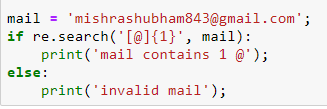 mail = 'mishrashubham843@gmail.com';
if re.search('[@]{1}', mail):
    print('mail contains 1 @');
else:
    print('invalid mail');